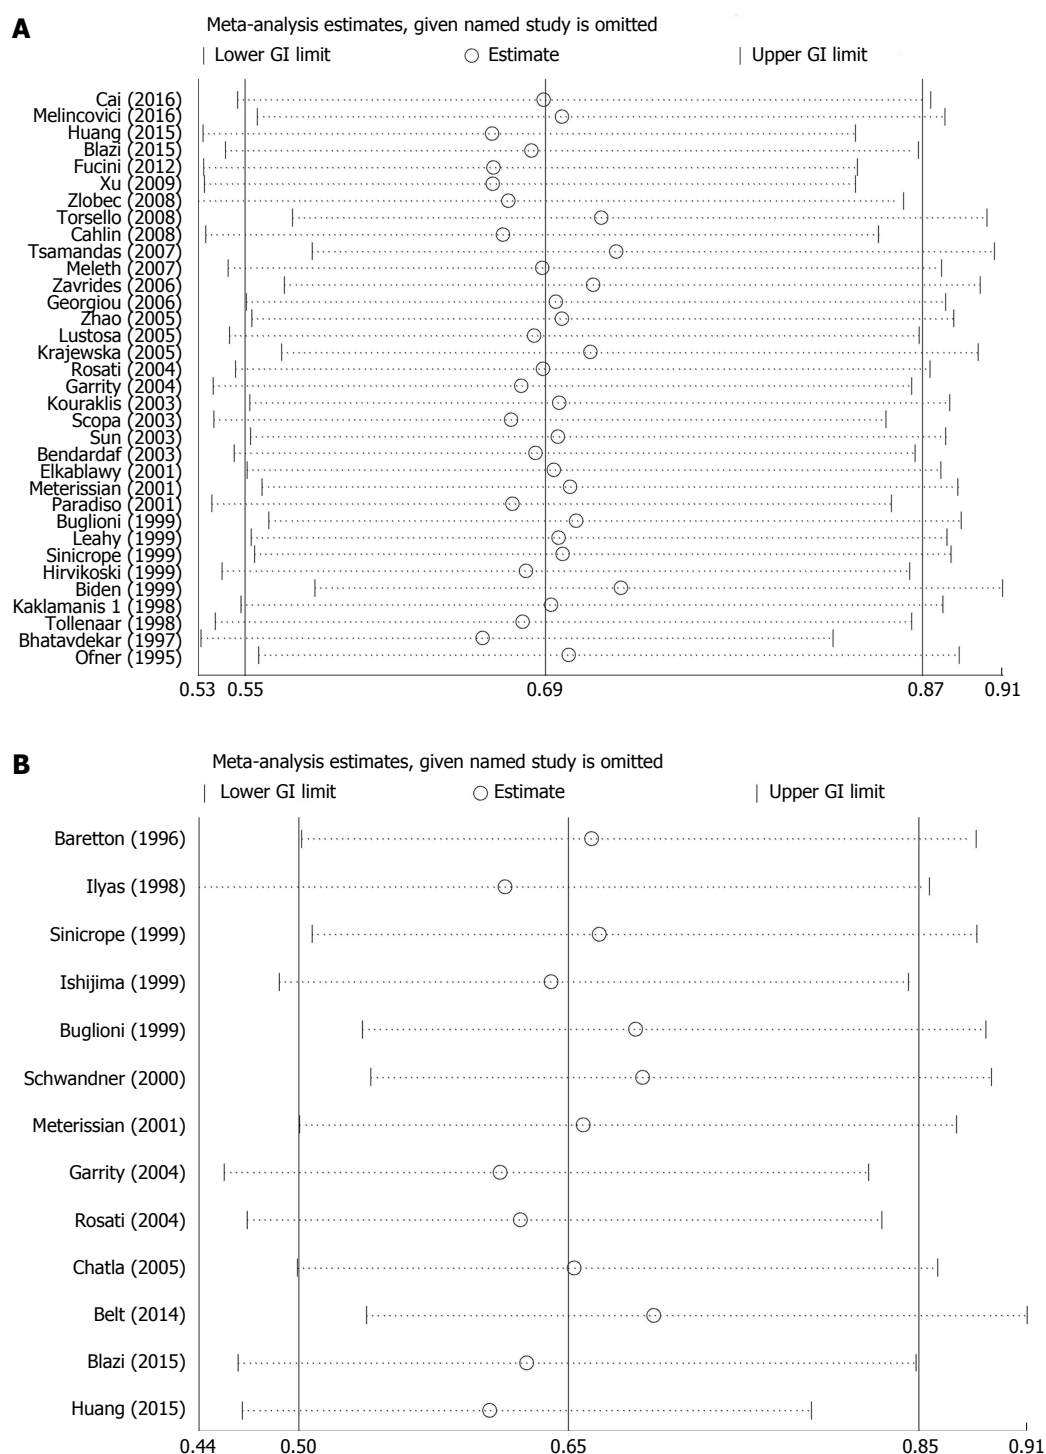 A
Meta-analysis estimates, given named study is omitted
| Lower GI limit ○ Estimate | Upper GI limit
Cai (2016)
Melincovici (2016)
Huang (2015)
Blazi (2015)
Fucini (2012)
Xu (2009)
Zlobec (2008)
Torsello (2008)
Cahlin (2008)
Tsamandas (2007)
Meleth (2007)
Zavrides (2006)
Georgiou (2006)
Zhao (2005)
Lustosa (2005)
Krajewska (2005)
Rosati (2004)
Garrity (2004)
Kouraklis (2003)
Scopa (2003)
Sun (2003)
Bendardaf (2003)
Elkablawy (2001)
Meterissian (2001)
Paradiso (2001)
Buglioni (1999)
Leahy (1999)
Sinicrope (1999)
Hirvikoski (1999)
Biden (1999)
Kaklamanis 1 (1998)
Tollenaar (1998)
Bhatavdekar (1997)
Ofner (1995)
0.53 0.55 0.69 0.87 0.91
B
Meta-analysis estimates, given named study is omitted
| Lower GI limit ○ Estimate | Upper GI limit
Baretton (1996)
Ilyas (1998)
Sinicrope (1999)
Ishijima (1999)
Buglioni (1999)
Schwandner (2000)
Meterissian (2001)
Garrity (2004)
Rosati (2004)
Chatla (2005)
Belt (2014)
Blazi (2015)
Huang (2015)
0.44 0.50 0.65 0.85 0.91